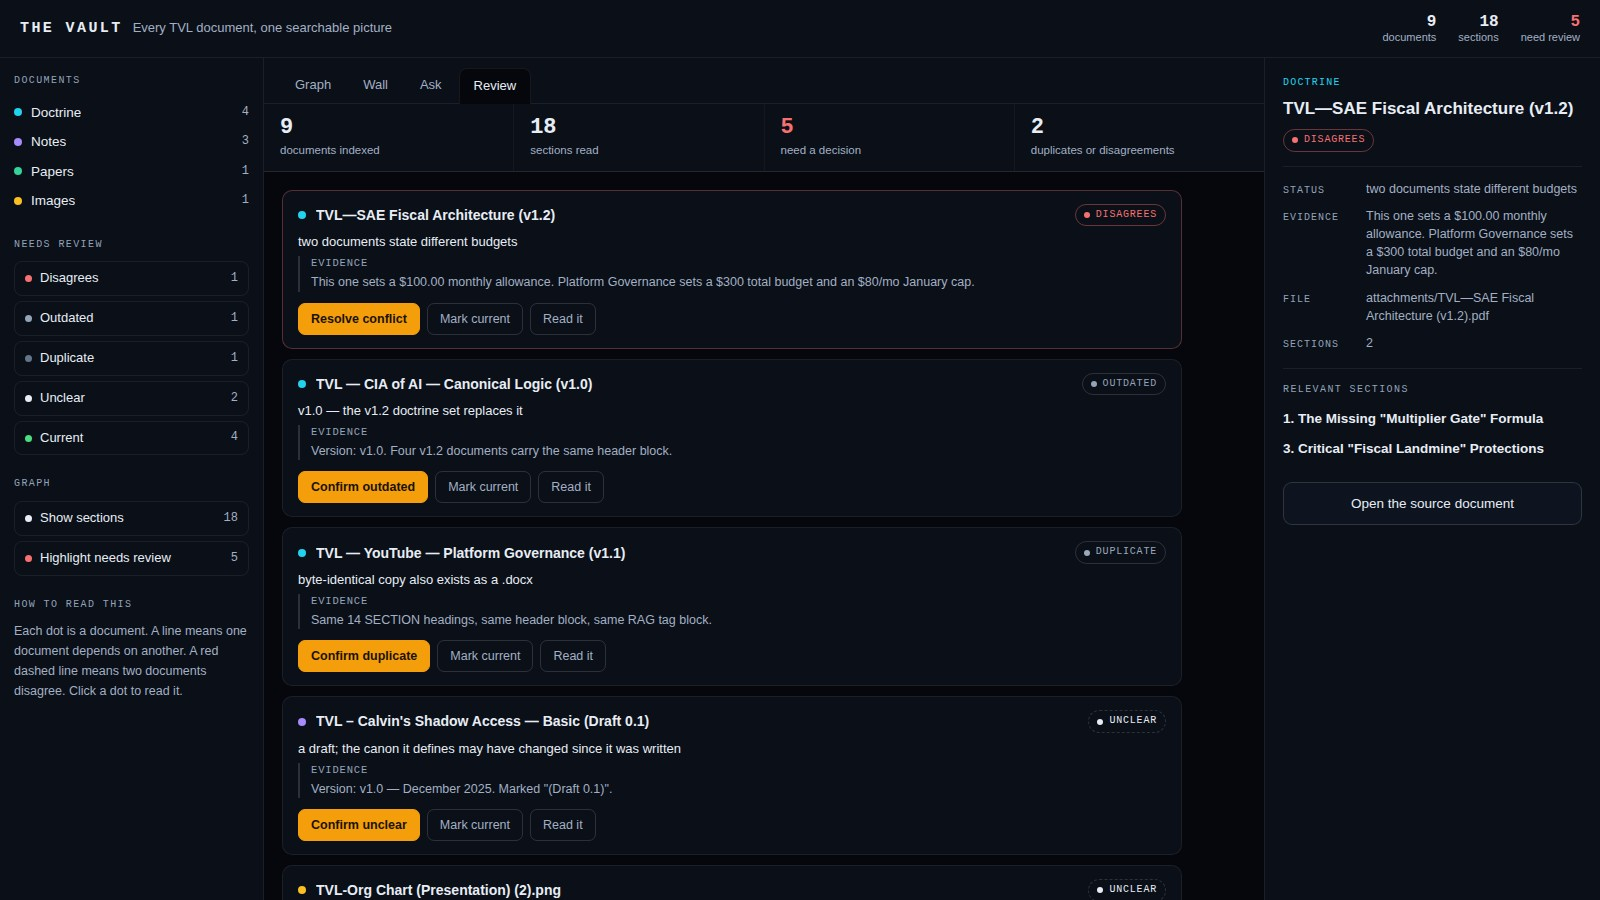 THE VAULT Every TVL document, one searchable picture
9 18 5
documents sections need review
DOCUMENTS
Doctrine 4
Notes 3
Papers 1
Images 1
NEEDS REVIEW
Disagrees 1
Outdated 1
Duplicate 1
Unclear 2
Current 4
GRAPH
Show sections 18
Highlight needs review 5
HOW TO READ THIS
Each dot is a document. A line means one
document depends on another. A red
dashed line means two documents
disagree. Click a dot to read it.
Graph Wall Ask Review
9 18 5 2
documents indexed sections read need a decision duplicates or disagreements
TVL—SAE Fiscal Architecture (v1.2) DISAGREES
two documents state different budgets
EVIDENCE
This one sets a $100.00 monthly allowance. Platform Governance sets a $300 total budget and an $80/mo January cap.
Resolve conflict Mark current Read it
TVL — CIA of AI — Canonical Logic (v1.0) OUTDATED
v1.0 — the v1.2 doctrine set replaces it
EVIDENCE
Version: v1.0. Four v1.2 documents carry the same header block.
Confirm outdated Mark current Read it
TVL — YouTube — Platform Governance (v1.1) DUPLICATE
byte-identical copy also exists as a .docx
EVIDENCE
Same 14 SECTION headings, same header block, same RAG tag block.
Confirm duplicate Mark current Read it
TVL – Calvin's Shadow Access — Basic (Draft 0.1) UNCLEAR
a draft; the canon it defines may have changed since it was written
EVIDENCE
Version: v1.0 — December 2025. Marked "(Draft 0.1)".
Confirm unclear Mark current Read it
TVL-Org Chart (Presentation) (2).png UNCLEAR
DOCTRINE
TVL—SAE Fiscal Architecture (v1.2)
DISAGREES
STATUS two documents state different budgets
EVIDENCE This one sets a $100.00 monthly
allowance. Platform Governance sets
a $300 total budget and an $80/mo
January cap.
FILE attachments/TVL—SAE Fiscal
Architecture (v1.2).pdf
SECTIONS 2
RELEVANT SECTIONS
1. The Missing "Multiplier Gate" Formula
3. Critical "Fiscal Landmine" Protections
Open the source document